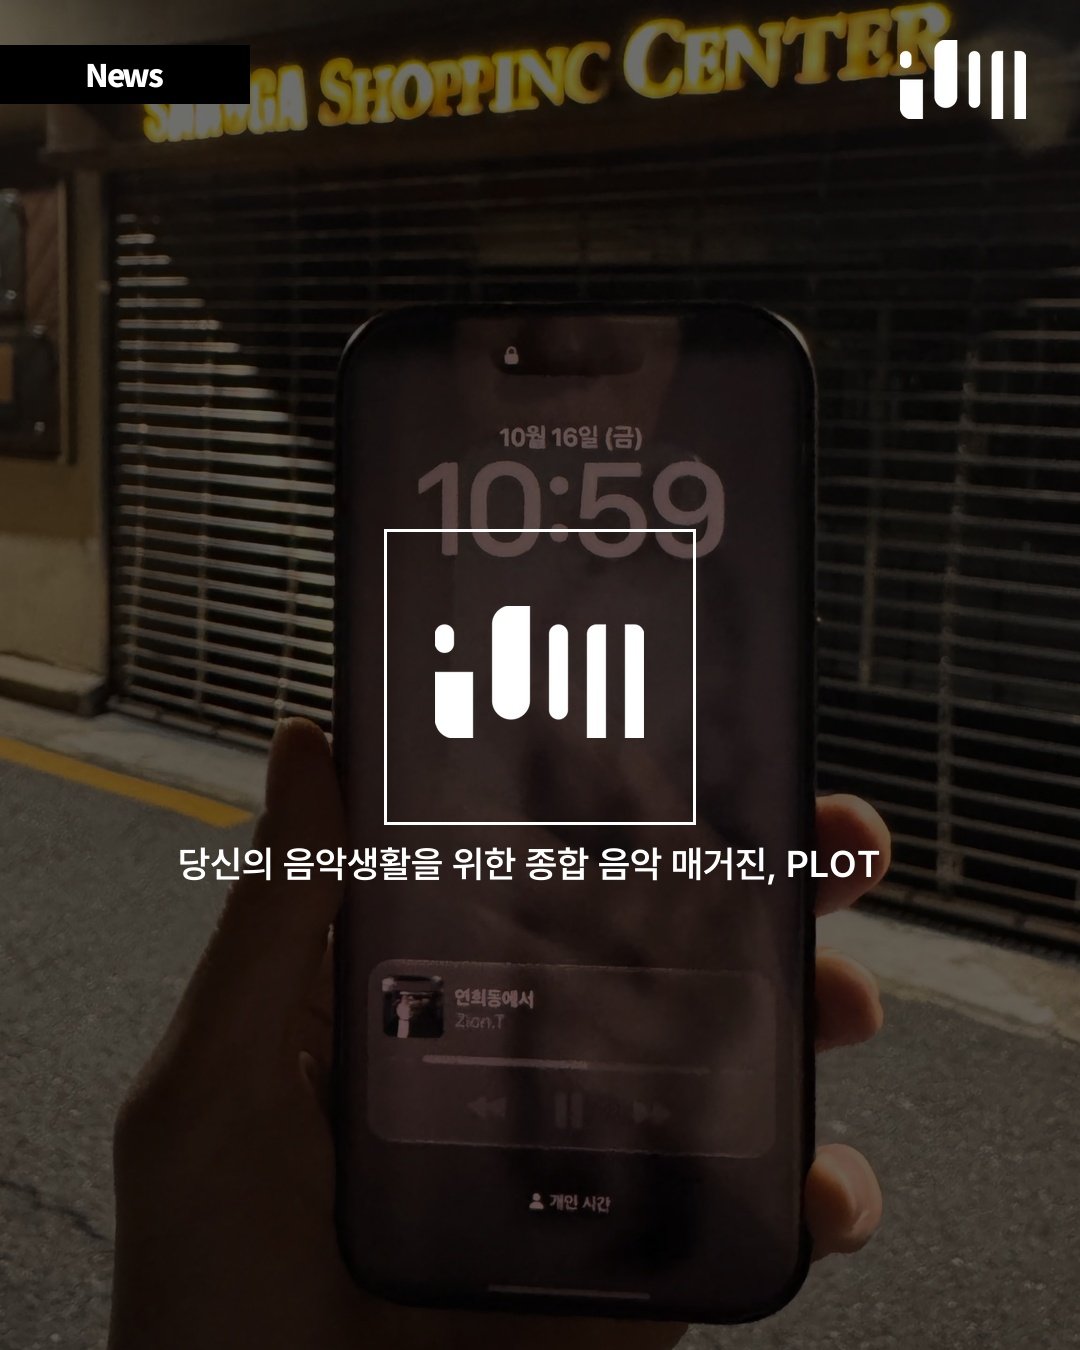 News
SHOPPING CENTER
10월 16일 (금)
10:59
당신의 음악생활을 위한 종합 음악 매거진, PLOT
연희동에서
Zion.T
개인 시간